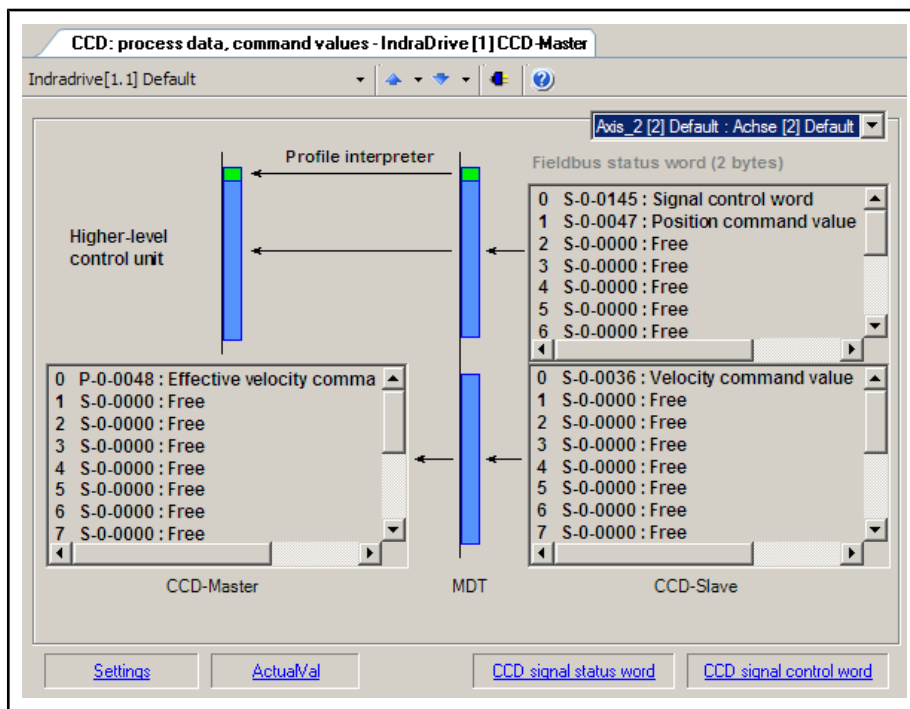 CCD: process data, command values - IndraDrive [1] CCD-Master
Indradrive[1.1] Default
Axis_2 [2] Default : Achse [2] Default
Profile interpreter
Fieldbus status word (2 bytes)
Higher-level
control unit
0 S-0-0145 : Signal control word
1 S-0-0047 : Position command value
2 S-0-0000 : Free
3 S-0-0000 : Free
4 S-0-0000 : Free
5 S-0-0000 : Free
6 S-0-0000 : Free
0 P-0-0048 : Effective velocity comma
1 S-0-0000 : Free
2 S-0-0000 : Free
3 S-0-0000 : Free
4 S-0-0000 : Free
5 S-0-0000 : Free
6 S-0-0000 : Free
7 S-0-0000 : Free
0 S-0-0036 : Velocity command value
1 S-0-0000 : Free
2 S-0-0000 : Free
3 S-0-0000 : Free
4 S-0-0000 : Free
5 S-0-0000 : Free
6 S-0-0000 : Free
7 S-0-0000 : Free
CCD-Master
MDT
CCD-Slave
Settings
ActualVal
CCD signal status word
CCD signal control word